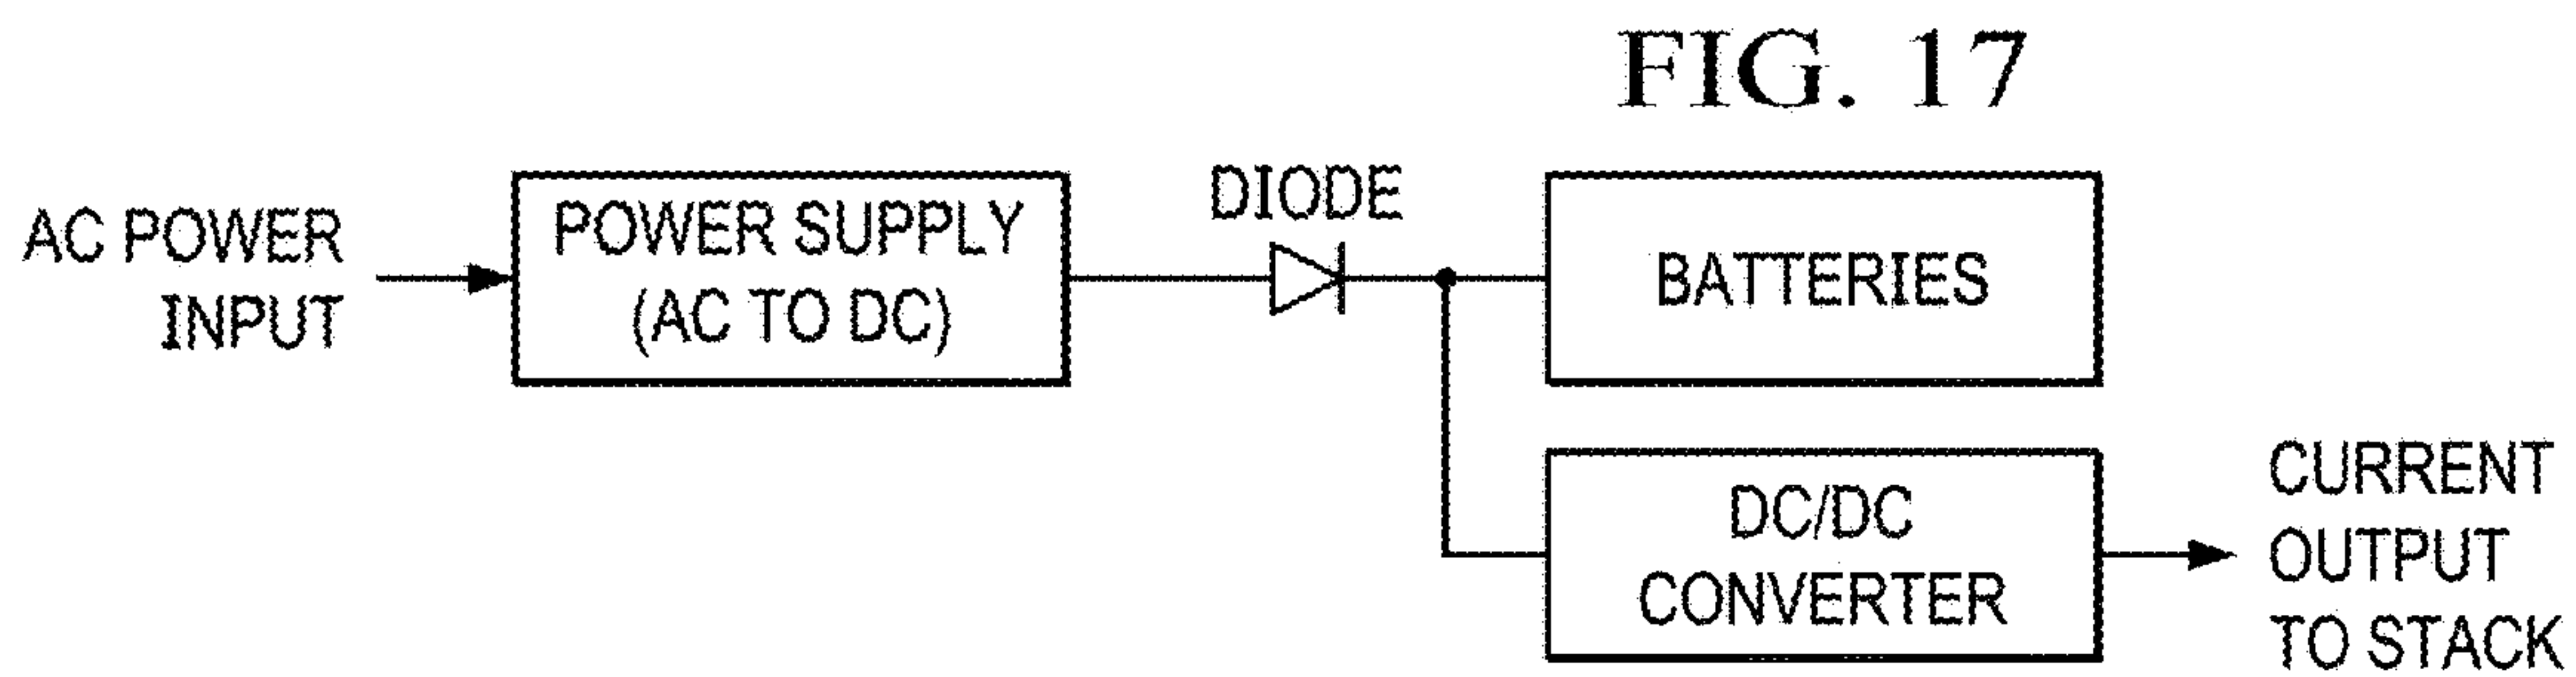 FIG. 17
AC POWER
INPUT
POWER SUPPLY
(AC TO DC)
DIODE
BATTERIES
DC/DC
CONVERTER
CURRENT
OUTPUT
TO STACK